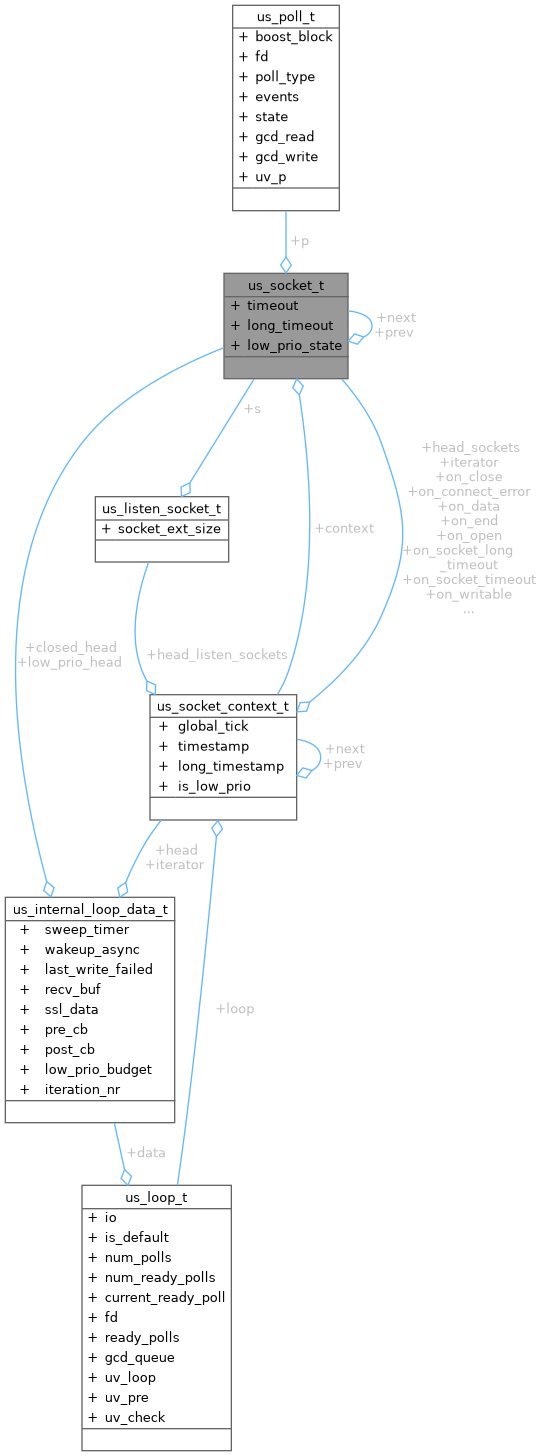 us_poll_t
+ boost_block
+ fd
+ poll_type
+ events
+ state
+ gcd_read
+ gcd_write
+ uv_p
+p
us_socket_t
+ timeout
+ long_timeout
+ low_prio_state
+next
+prev
+s
us_listen_socket_t
+ socket_ext_size
+context
+head_sockets
+iterator
+on_close
+on_connect_error
+on_data
+on_end
+on_open
+on_socket_long
_timeout
+on_socket_timeout
+on_writable
...
+closed_head
+low_prio_head
+head_listen_sockets
us_socket_context_t
+ global_tick
+ timestamp
+ long_timestamp
+ is_low_prio
+next
+prev
+head
+iterator
us_internal_loop_data_t
+ sweep_timer
+ wakeup_async
+ last_write_failed
+ recv_buf
+ ssl_data
+ pre_cb
+ post_cb
+ low_prio_budget
+ iteration_nr
+loop
+data
us_loop_t
+ io
+ is_default
+ num_polls
+ num_ready_polls
+ current_ready_poll
+ fd
+ ready_polls
+ gcd_queue
+ uv_loop
+ uv_pre
+ uv_check